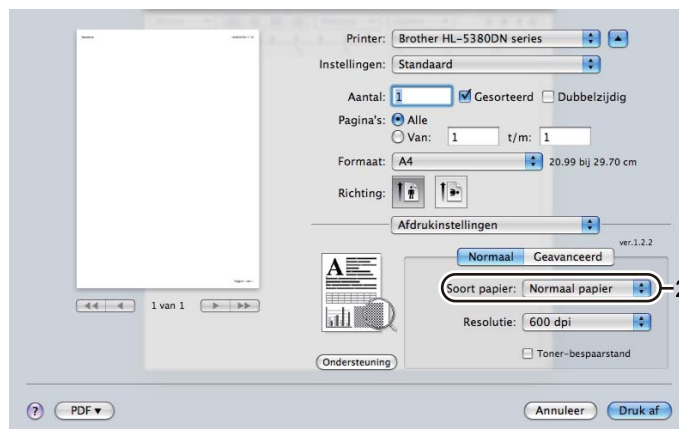 Printer: Brother HL-5380DN series
Instellingen: Standaard
Aantal: 1 Gesorteerd Dubbelzijdig
Pagina's: Alle
Van: 1 t/m: 1
Formaat: A4 20.99 bij 29.70 cm
Richting:
Afdrukinstellingen
ver.1.2.2
Normaal Geavanceerd
Soort papier: Normaal papier
2
Resolutie: 600 dpi
Toner-bespaarstand
A
Ondersteuning
1 van 1
? PDF Annuleer Druk af